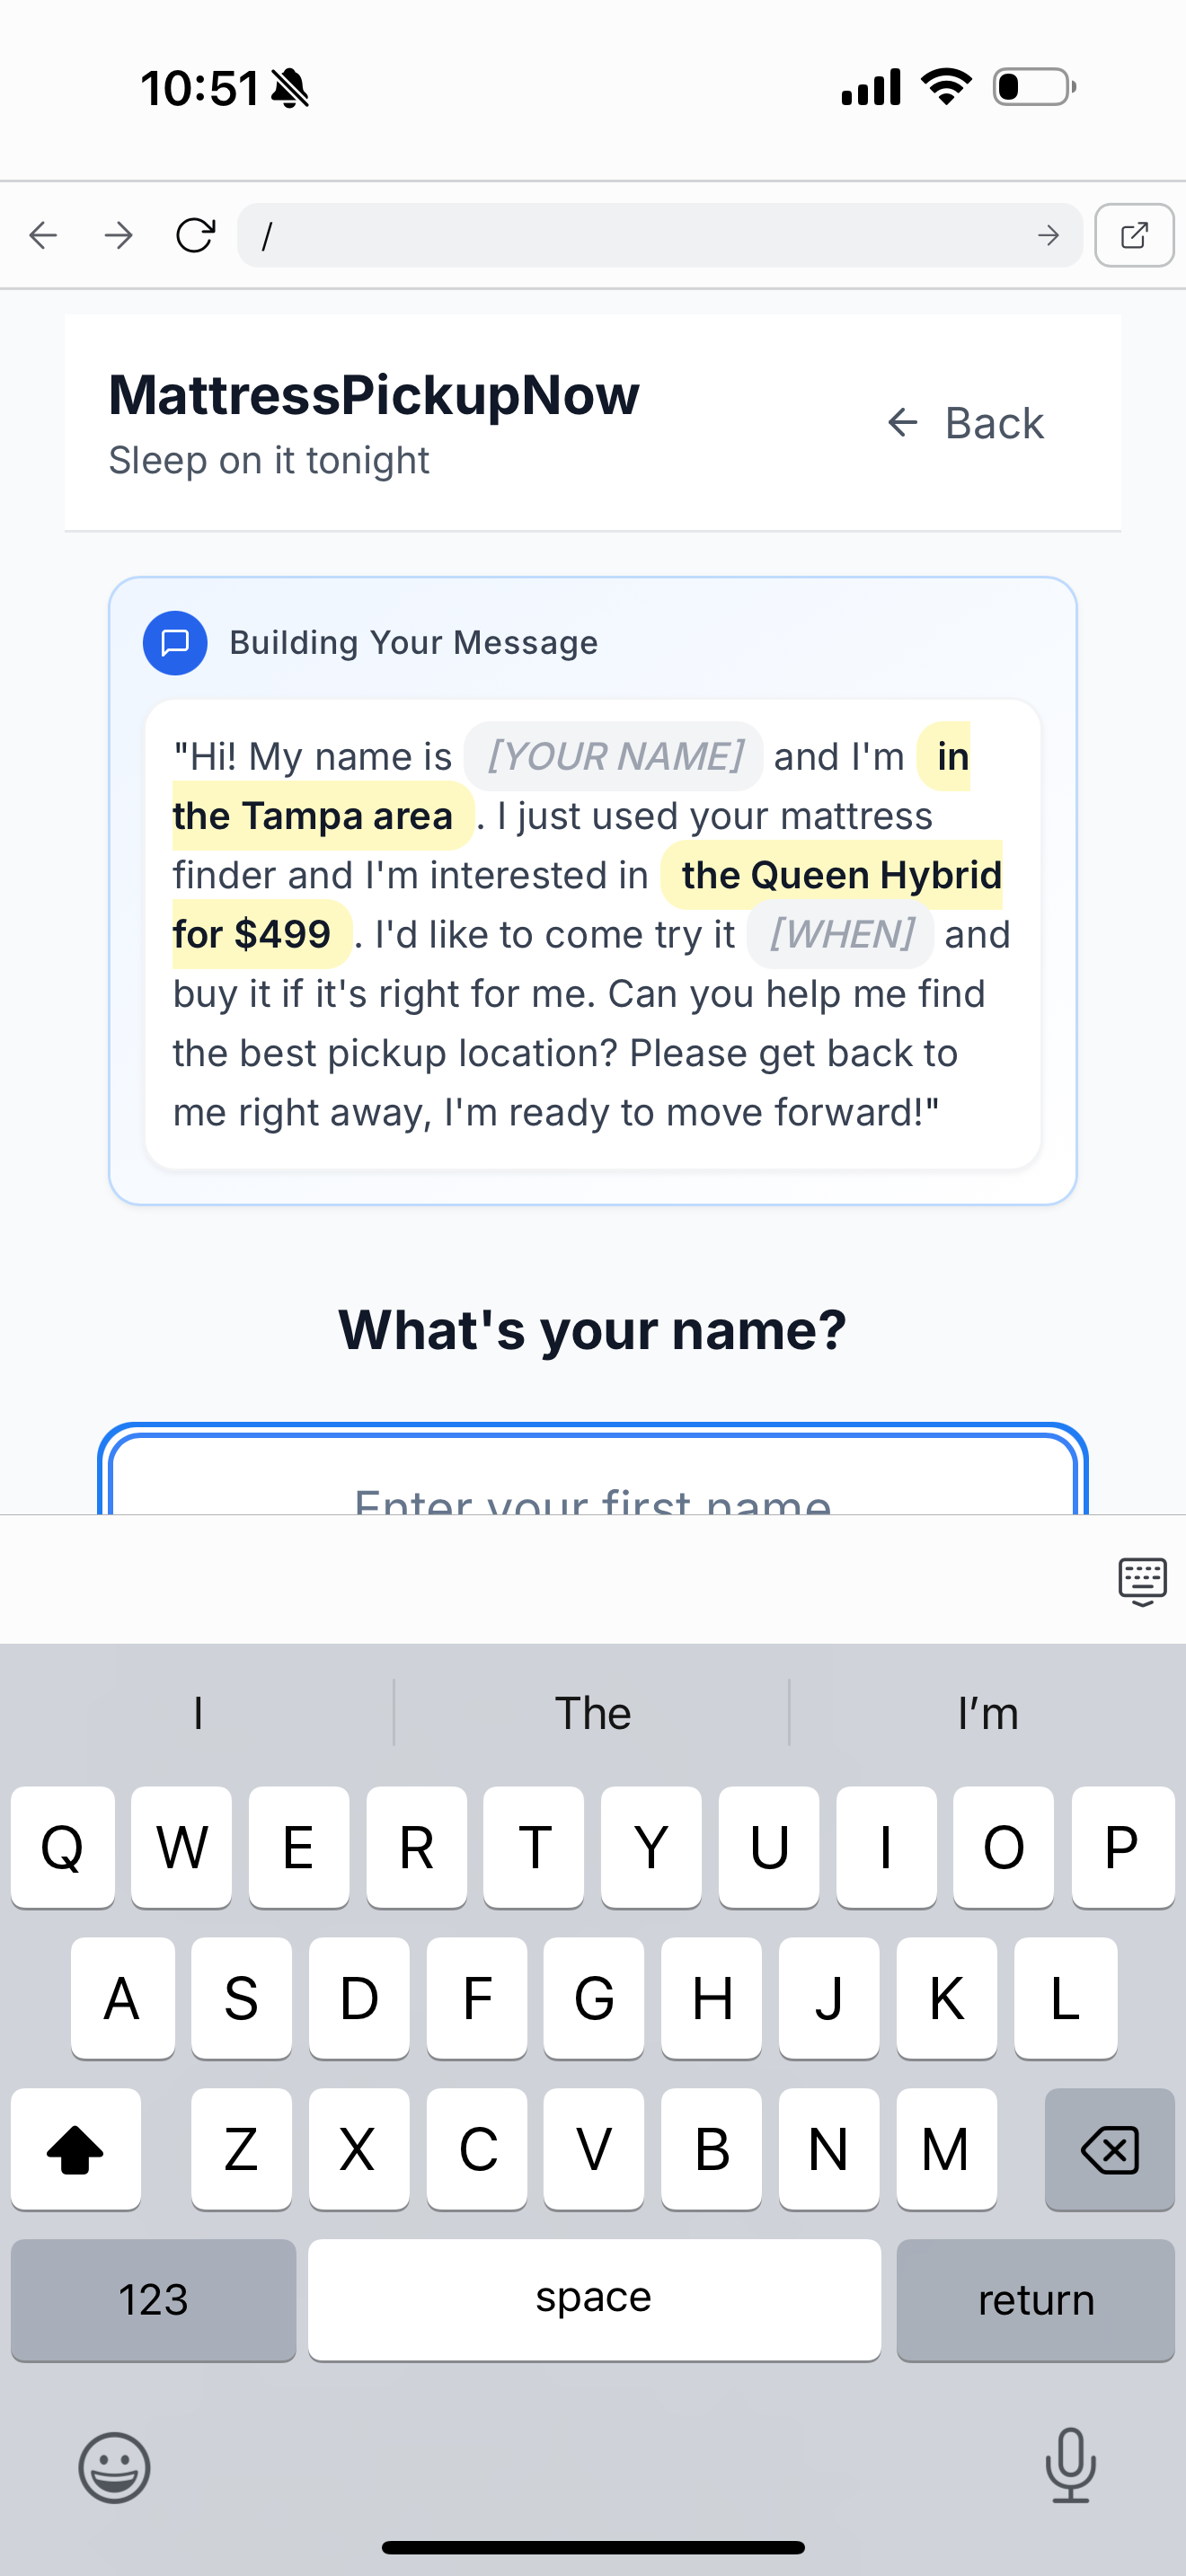 10:51
/
MattressPickupNow
Sleep on it tonight
← Back
Building Your Message
"Hi! My name is [YOUR NAME] and I'm in
the Tampa area . I just used your mattress
finder and I'm interested in the Queen Hybrid
for $499 . I'd like to come try it [WHEN] and
buy it if it's right for me. Can you help me find
the best pickup location? Please get back to
me right away, I'm ready to move forward!"
What's your name?
Enter your first name
I The I’m
Q W E R T Y U I O P
A S D F G H J K L
Z X C V B N M
123 space return